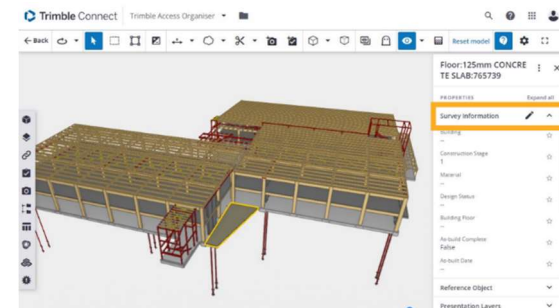 Trimble Connect
Trimble Access Organiser
Back
Reset model
Floor:125mm CONCRE
TE SLAB:765739
PROPERTIES
Expand all
Survey Information
Building
--
Construction Stage
1
Material
--
Design Status
--
Building Floor
--
As-build Complete
False
As-built Date
--
Reference Object
Presentation Layers